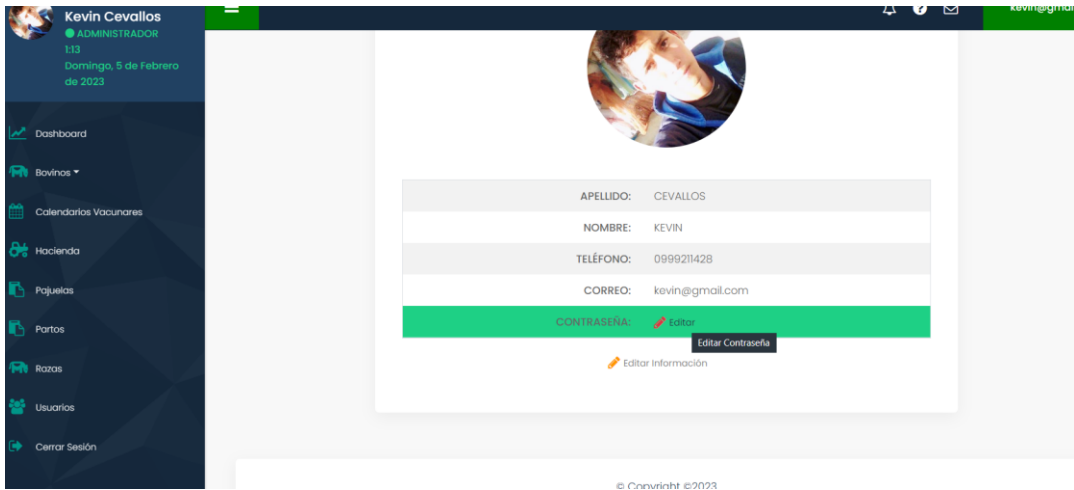 Kevin Cevallos
ADMINISTRADOR
1:13
Domingo, 5 de Febrero
de 2023
Dashboard
Bovinos
Calendarios Vacunares
Hacienda
Pajuelas
Partos
Razas
Usuarios
Cerrar Sesión
kevin@gmail
APELLIDO: CEVALLOS
NOMBRE: KEVIN
TELÉFONO: 0999211428
CORREO: kevin@gmail.com
CONTRASEÑA: Editar
Editar Contraseña
Editar Información
© Copyright ©2023